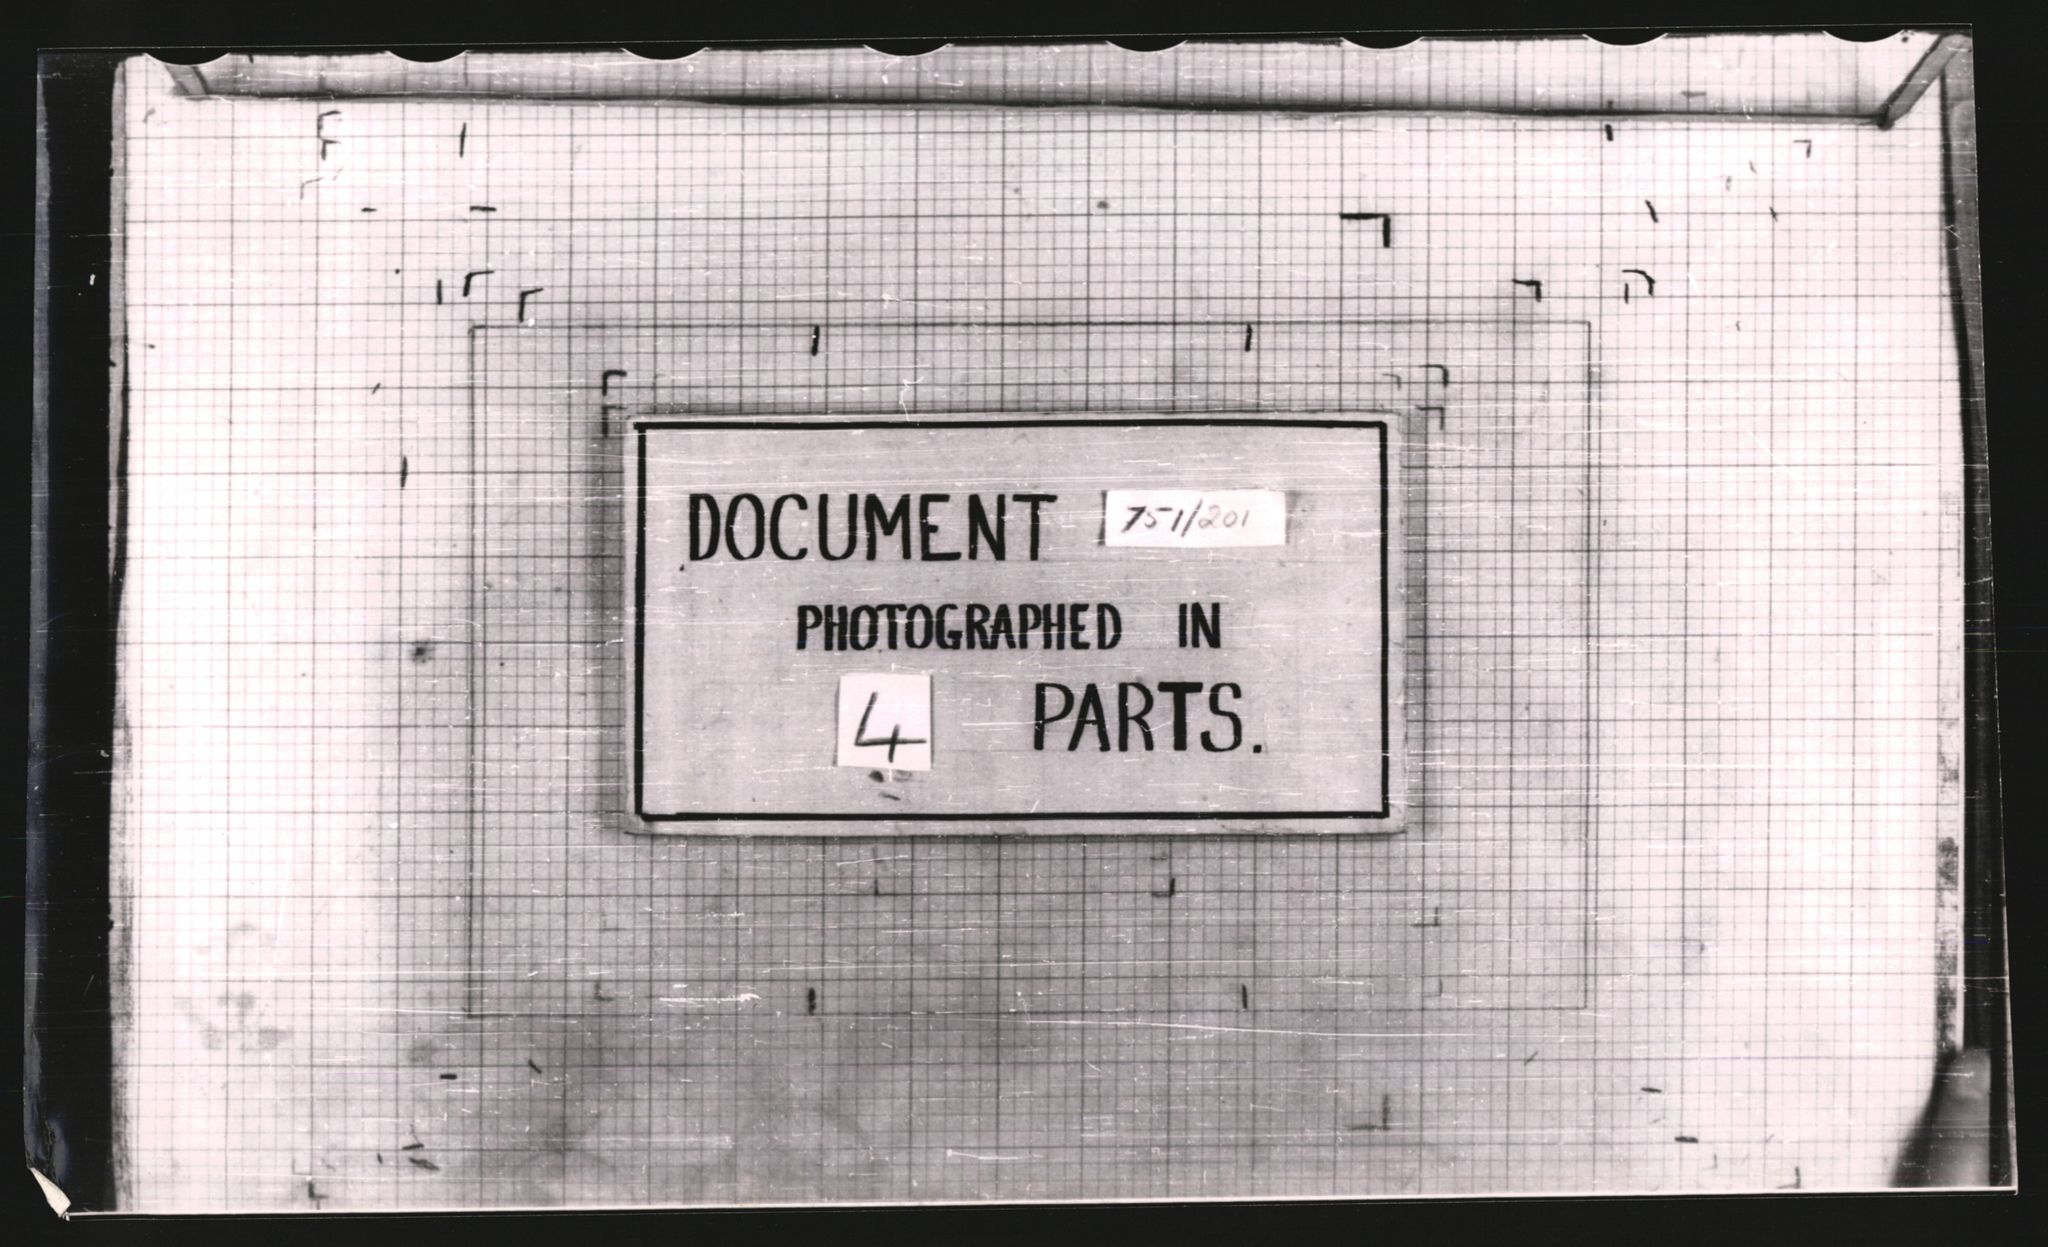 DOCUMENT 751/201
PHOTOGRAPHED IN
4 PARTS.